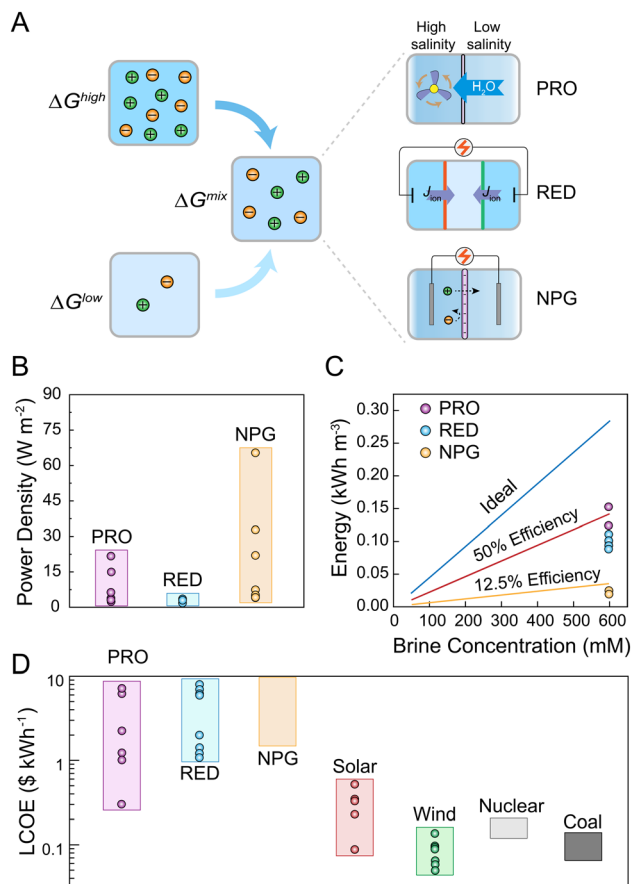 A
ΔG^high
ΔG^low
ΔG^mix
High salinity
Low salinity
H₂O
PRO
J_ion
J_ion
RED
NPG
B
Power Density (W m⁻²)
90
75
60
45
30
15
0
PRO
RED
NPG
C
Energy (kWh m⁻³)
0.30
0.25
0.20
0.15
0.10
0.05
0.00
PRO
RED
NPG
Ideal
50% Efficiency
12.5% Efficiency
0 100 200 300 400 500 600
Brine Concentration (mM)
D
LCOE ($ kWh⁻¹)
10
1
0.1
PRO
RED
NPG
Solar
Wind
Nuclear
Coal